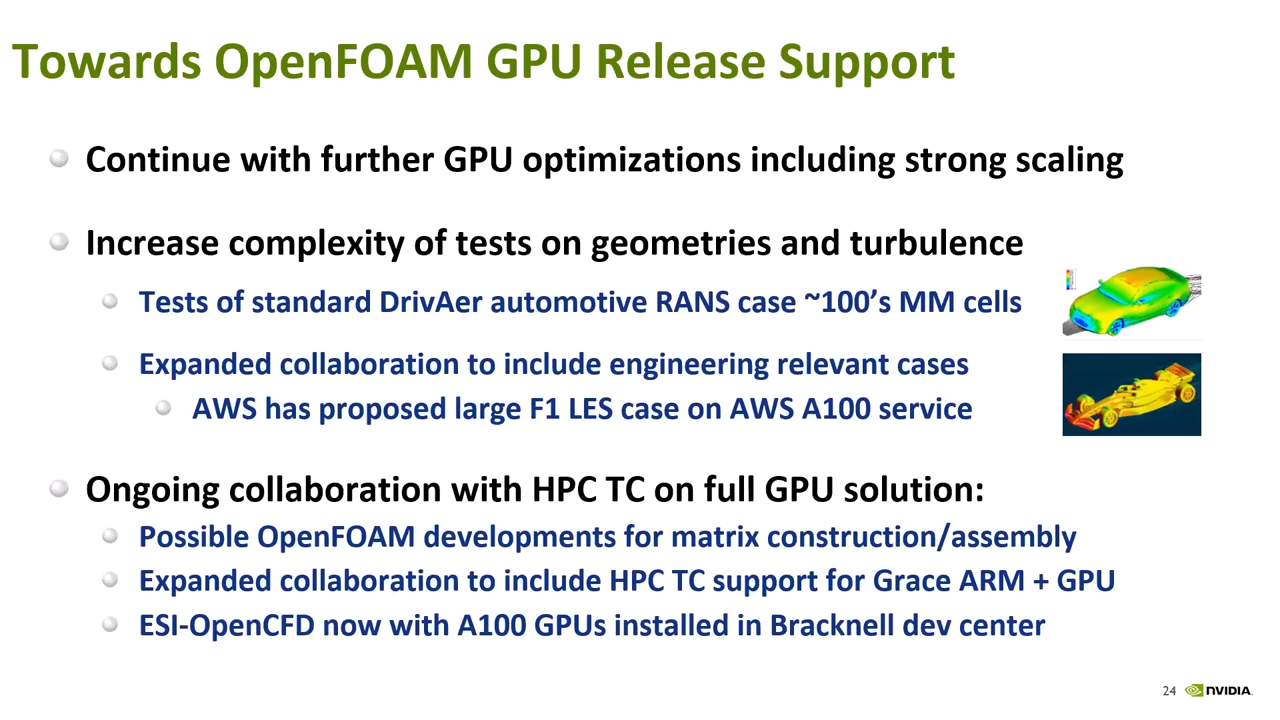 Towards OpenFOAM GPU Release Support
Continue with further GPU optimizations including strong scaling
Increase complexity of tests on geometries and turbulence
Tests of standard DrivAer automotive RANS case ~100’s MM cells
Expanded collaboration to include engineering relevant cases
AWS has proposed large F1 LES case on AWS A100 service
Ongoing collaboration with HPC TC on full GPU solution:
Possible OpenFOAM developments for matrix construction/assembly
Expanded collaboration to include HPC TC support for Grace ARM + GPU
ESI-OpenCFD now with A100 GPUs installed in Bracknell dev center
24 NVIDIA.